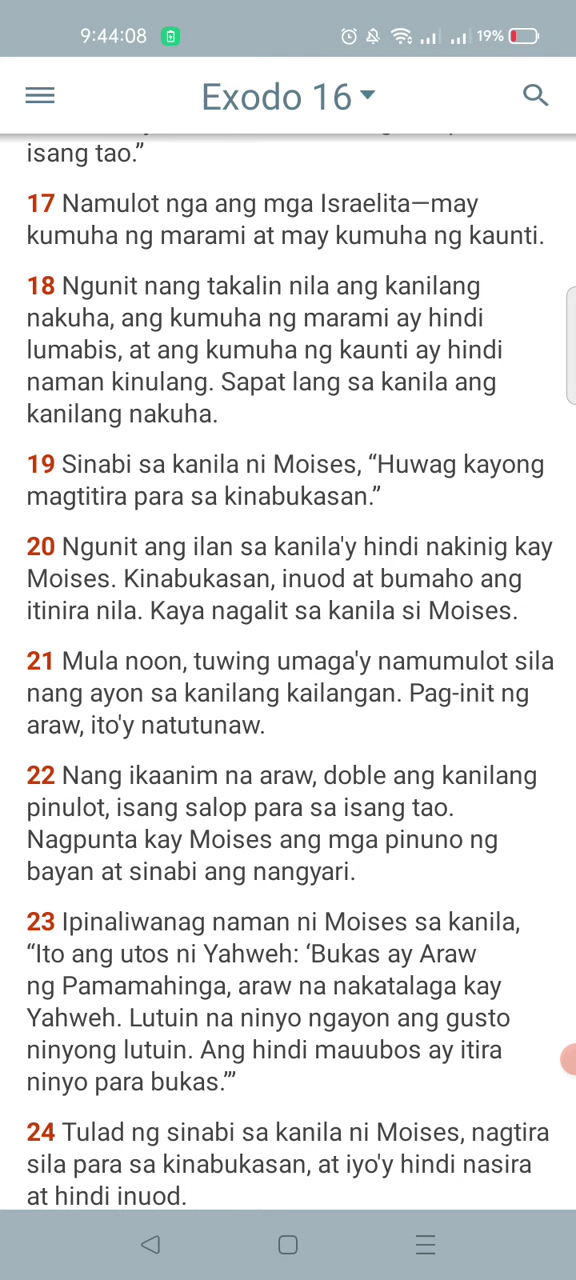 9:44:08
19%
Exodo 16
isang tao.”
17 Namulot nga ang mga Israelita—may
kumuha ng marami at may kumuha ng kaunti.
18 Ngunit nang takalin nila ang kanilang
nakuha, ang kumuha ng marami ay hindi
lumabis, at ang kumuha ng kaunti ay hindi
naman kinulang. Sapat lang sa kanila ang
kanilang nakuha.
19 Sinabi sa kanila ni Moises, “Huwag kayong
magtitira para sa kinabukasan.”
20 Ngunit ang ilan sa kanila'y hindi nakinig kay
Moises. Kinabukasan, inuod at bumaho ang
itinira nila. Kaya nagalit sa kanila si Moises.
21 Mula noon, tuwing umaga'y namumulot sila
nang ayon sa kanilang kailangan. Pag-init ng
araw, ito'y natutunaw.
22 Nang ikaanim na araw, doble ang kanilang
pinulot, isang salop para sa isang tao.
Nagpunta kay Moises ang mga pinuno ng
bayan at sinabi ang nangyari.
23 Ipinaliwanag naman ni Moises sa kanila,
“Ito ang utos ni Yahweh: ‘Bukas ay Araw
ng Pamamahinga, araw na nakatalaga kay
Yahweh. Lutuin na ninyo ngayon ang gusto
ninyong lutuin. Ang hindi mauubos ay itira
ninyo para bukas.’”
24 Tulad ng sinabi sa kanila ni Moises, nagtira
sila para sa kinabukasan, at iyo'y hindi nasira
at hindi inuod.